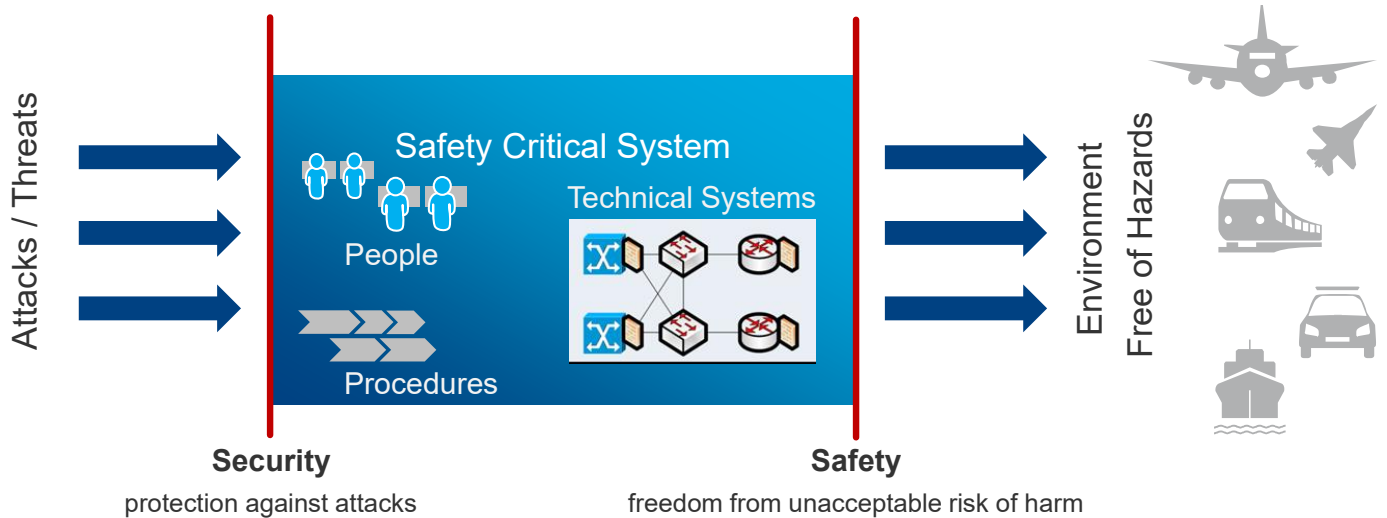 Attacks / Threats
Safety Critical System
People
Technical Systems
Procedures
Environment
Free of Hazards
Security
protection against attacks
Safety
freedom from unacceptable risk of harm